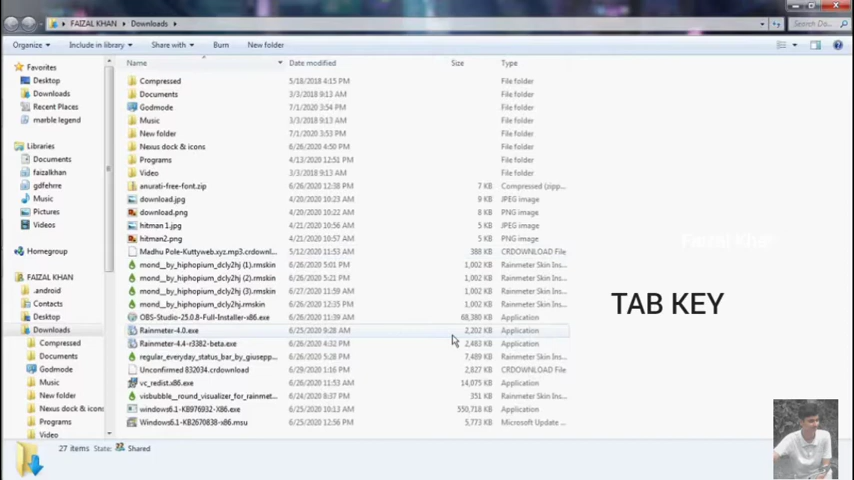 FAIZAL KHAN ▸ Downloads ▸
Search Do...
Organize Include in library Share with Burn New folder
Name Date modified Size Type
Favorites
Desktop
Downloads
Recent Places
marble legend
Libraries
Documents
faizalkhan
gdfehrre
Music
Pictures
Videos
Homegroup
FAIZAL KHAN
.android
Contacts
Desktop
Downloads
Compressed
Documents
Godmode
Music
New folder
Nexus dock & icons
Programs
Video
Compressed 5/18/2018 4:15 PM File folder
Documents 3/3/2018 9:13 AM File folder
Godmode 7/1/2020 3:54 PM File folder
Music 3/3/2018 9:13 AM File folder
New folder 7/1/2020 3:53 PM File folder
Nexus dock & icons 6/26/2020 4:50 PM File folder
Programs 4/13/2020 12:51 PM File folder
Video 3/3/2018 9:13 AM File folder
anurati-free-font.zip 6/26/2020 12:38 PM 7 KB Compressed (zipp...
download.jpg 4/20/2020 10:23 AM 9 KB JPEG image
download.png 4/20/2020 10:22 AM 8 KB PNG image
hitman 1.jpg 4/21/2020 10:27 AM 5 KB JPEG image
hitman2.png 4/21/2020 10:38 AM 5 KB PNG image
Madhu Pole-Kuttyweb.xyz.mp3.crdownl... 5/12/2020 11:53 AM 388 KB CRDOWNLOAD File
mond__by_hiphopium_dcly2hj (1).rmskin 6/26/2020 5:01 PM 1,002 KB Rainmeter Skin Ins...
mond__by_hiphopium_dcly2hj (2).rmskin 6/26/2020 5:21 PM 1,002 KB Rainmeter Skin Ins...
mond__by_hiphopium_dcly2hj (3).rmskin 6/27/2020 11:59 AM 1,002 KB Rainmeter Skin Ins...
mond__by_hiphopium_dcly2hj.rmskin 6/26/2020 12:35 PM 1,002 KB Rainmeter Skin Ins...
OBS-Studio-25.0.8-Full-Installer-x86.exe 6/26/2020 11:39 AM 68,380 KB Application
Rainmeter-4.0.exe 6/25/2020 9:28 AM 2,202 KB Application
Rainmeter-4.4-r3382-beta.exe 6/26/2020 4:32 PM 2,463 KB Application
regular_everyday_status_bar_by_giusepp... 6/26/2020 5:28 PM 7,489 KB Rainmeter Skin Ins...
Unconfirmed 832034.crdownload 6/29/2020 1:16 PM 2,827 KB CRDOWNLOAD File
vc_redist.x86.exe 6/26/2020 11:53 AM 14,075 KB Application
visbubble__round_visualizer_for_rainmet... 6/24/2020 8:37 PM 351 KB Rainmeter Skin Ins...
windows6.1-KB976932-X86.exe 6/25/2020 10:13 AM 550,718 KB Application
Windows6.1-KB2670838-x86.msu 6/25/2020 12:56 PM 5,773 KB Microsoft Update ...
Faizal Khan
TAB KEY
27 items State: Shared